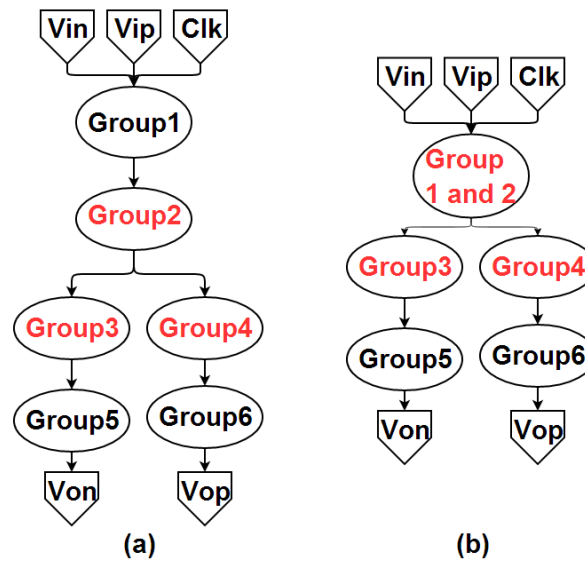 Vin Vip Clk
Group1
Group2
Group3 Group4
Group5 Group6
Von Vop
(a)
Vin Vip Clk
Group
1 and 2
Group3 Group4
Group5 Group6
Von Vop
(b)